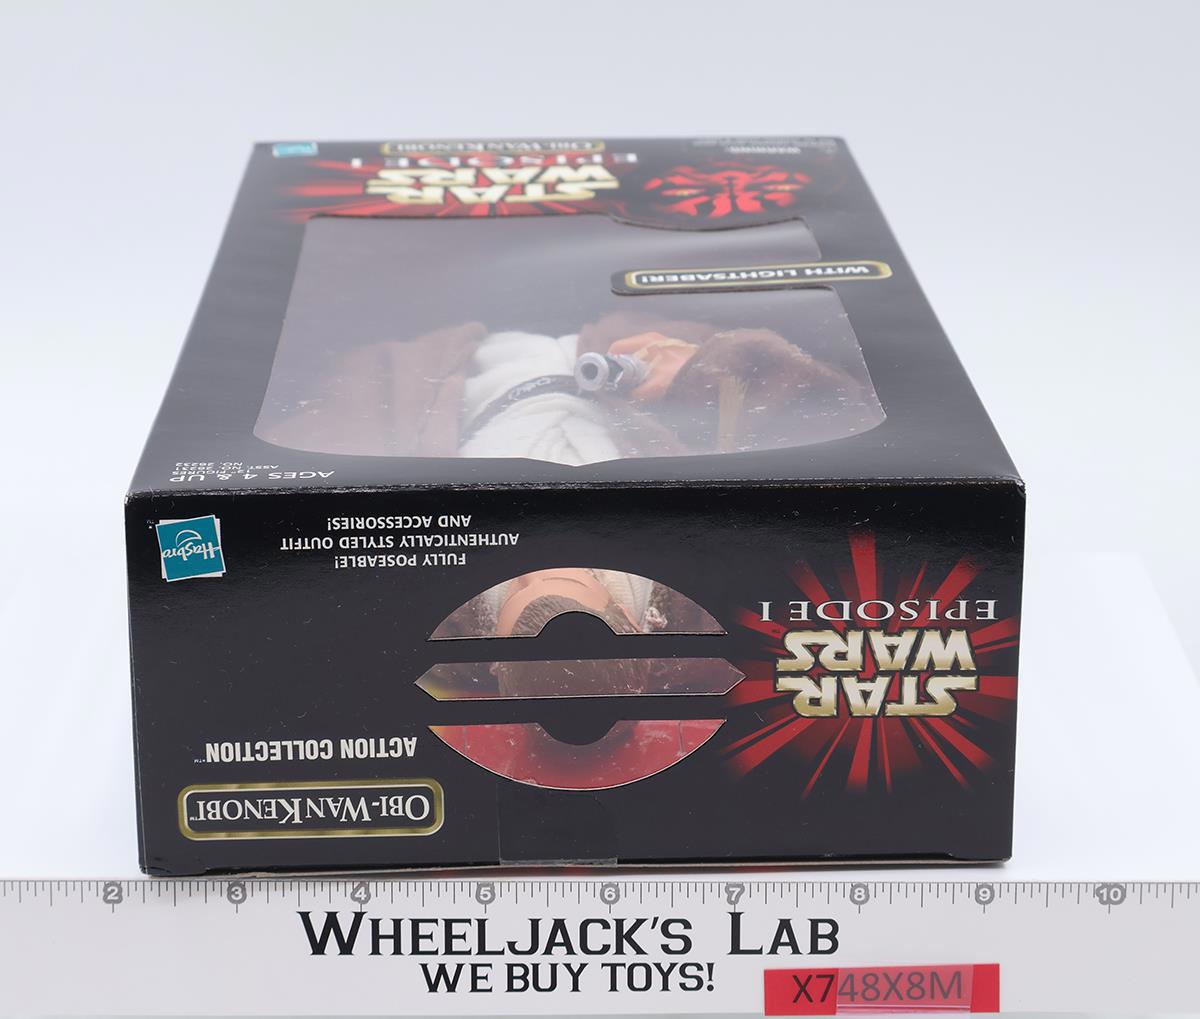 OBI-WAN KENOBI
EPISODE I
STAR
WARS
WITH LIGHTSABER!
AGES 4 & UP
Hasbro
FULLY POSEABLE!
AUTHENTICALLY STYLED OUTFIT
AND ACCESSORIES!
STAR
WARS
EPISODE I
ACTION COLLECTION™
OBI-WAN KENOBI™
2 3 4 5 6 7 8 9 10
WHEELJACK'S LAB
WE BUY TOYS!
X748X8M